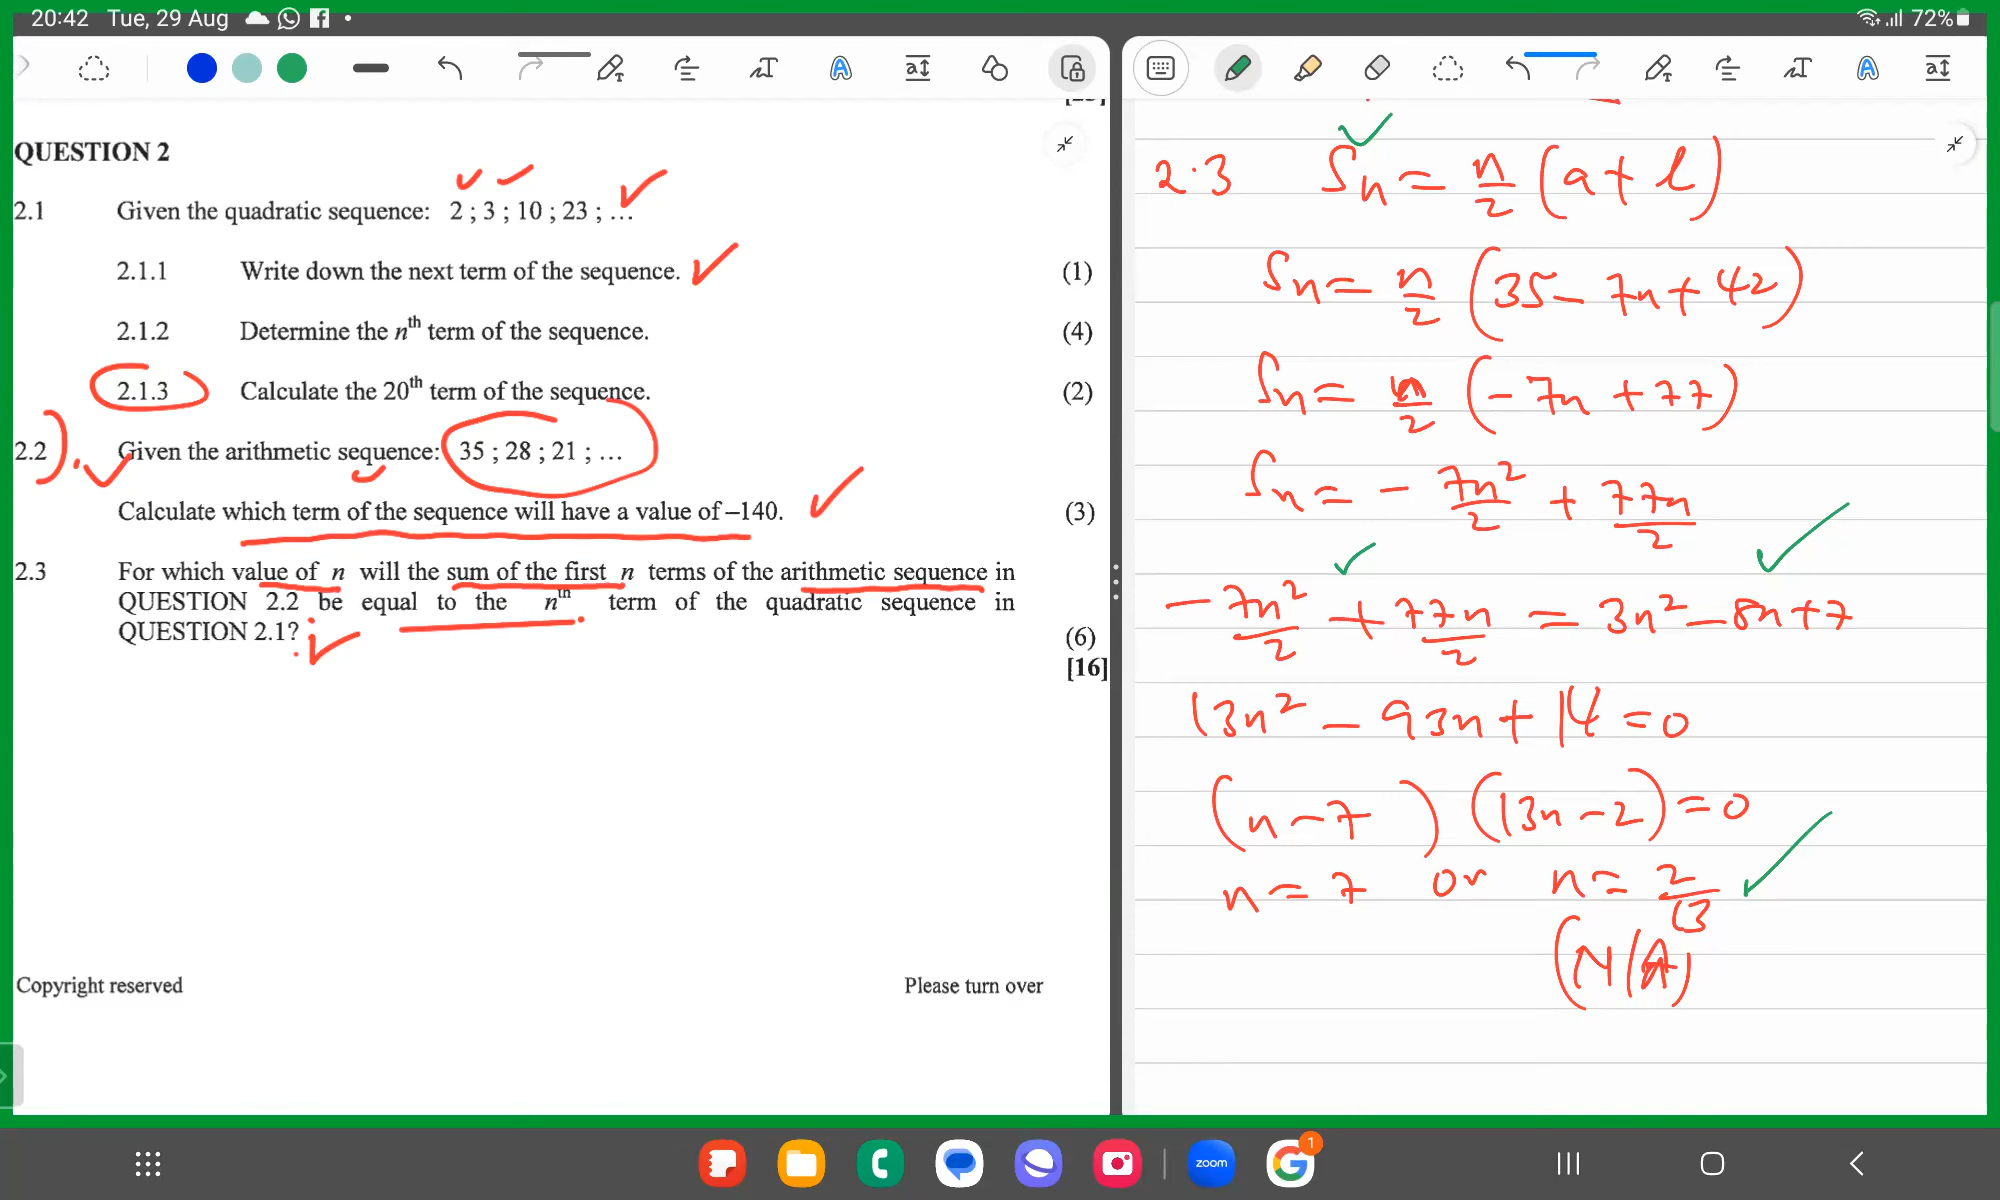 20:42 Tue, 29 Aug
72%
QUESTION 2
2.1 Given the quadratic sequence: 2 ; 3 ; 10 ; 23 ; ...
2.1.1 Write down the next term of the sequence. (1)
2.1.2 Determine the nth term of the sequence. (4)
2.1.3 Calculate the 20th term of the sequence. (2)
2.2 Given the arithmetic sequence: 35 ; 28 ; 21 ; ...
Calculate which term of the sequence will have a value of –140. (3)
2.3 For which value of n will the sum of the first n terms of the arithmetic sequence in
QUESTION 2.2 be equal to the nth term of the quadratic sequence in
QUESTION 2.1? (6)
[16]
Copyright reserved Please turn over
2.3 Sn = n/2 (a + l)
Sn = n/2 (35 - 7n + 42)
Sn = n/2 (- 7n + 77)
Sn = - 7n²/2 + 77n/2
- 7n²/2 + 77n/2 = 3n² - 8n + 7
13n² - 93n + 14 = 0
(n - 7) (13n - 2) = 0
n = 7 or n = 2/13
(N/A)
zoom
1